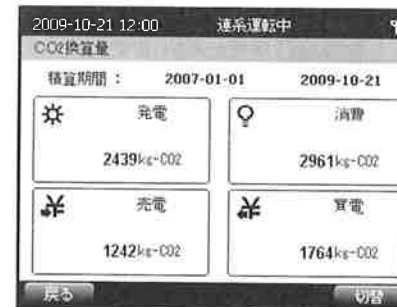 2009-10-21 12:00 連系運転中
CO2換算量
積算期間： 2007-01-01 2009-10-21
発電
2439kg-CO2
消費
2961kg-CO2
売電
1242kg-CO2
買電
1764kg-CO2
戻る 切替